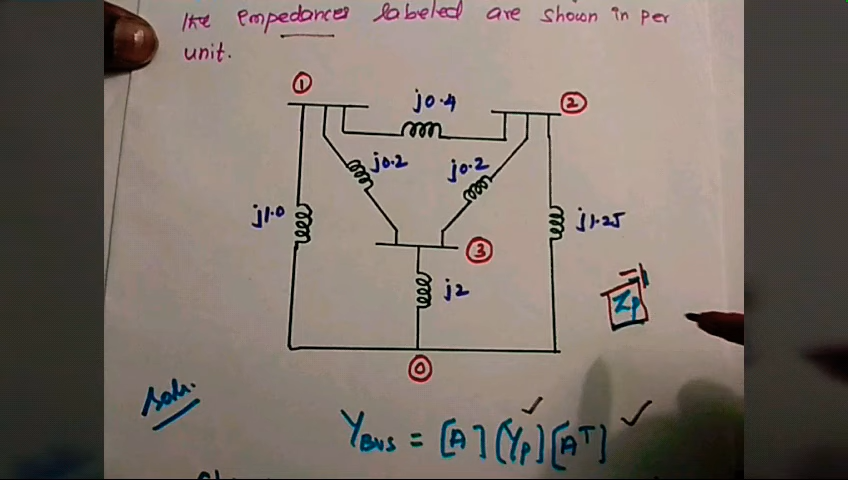 The impedances labeled are shown in per
unit.
① ②
j0.4
j0.2 j0.2
j1.0 j1.25
③
j2
Zp
⓪
Soln.
YBus = [A] [Yp] [Aᵀ]